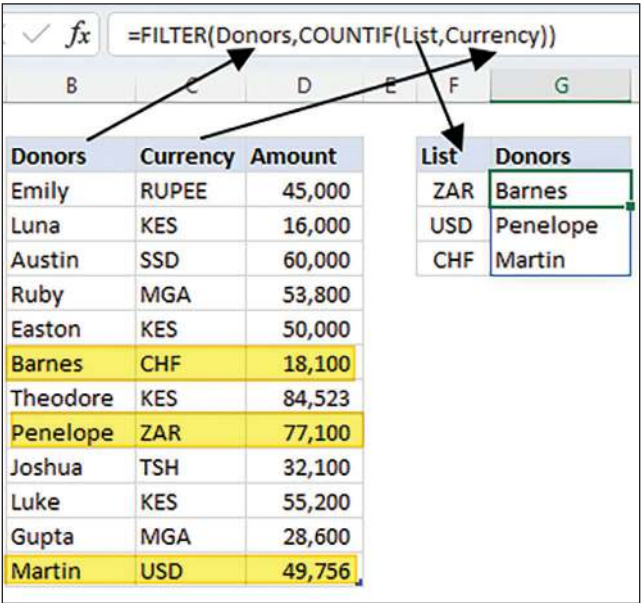 fx =FILTER(Donors,COUNTIF(List,Currency))
B C D E F G
Donors Currency Amount List Donors
Emily RUPEE 45,000 ZAR Barnes
Luna KES 16,000 USD Penelope
Austin SSD 60,000 CHF Martin
Ruby MGA 53,800
Easton KES 50,000
Barnes CHF 18,100
Theodore KES 84,523
Penelope ZAR 77,100
Joshua TSH 32,100
Luke KES 55,200
Gupta MGA 28,600
Martin USD 49,756